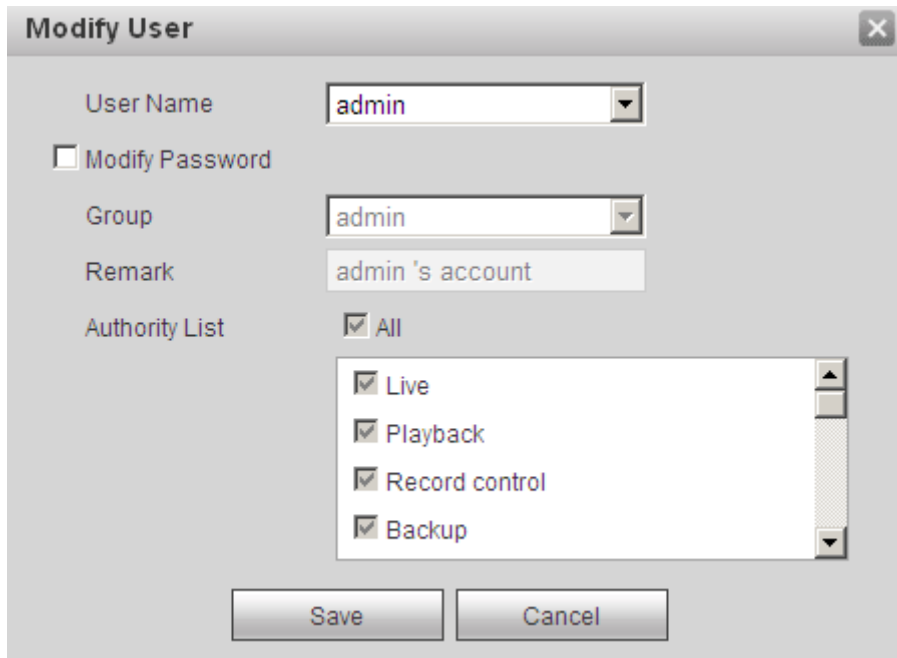 Modify User
User Name admin
Modify Password
Group admin
Remark admin 's account
Authority List All
Live
Playback
Record control
Backup
Save Cancel